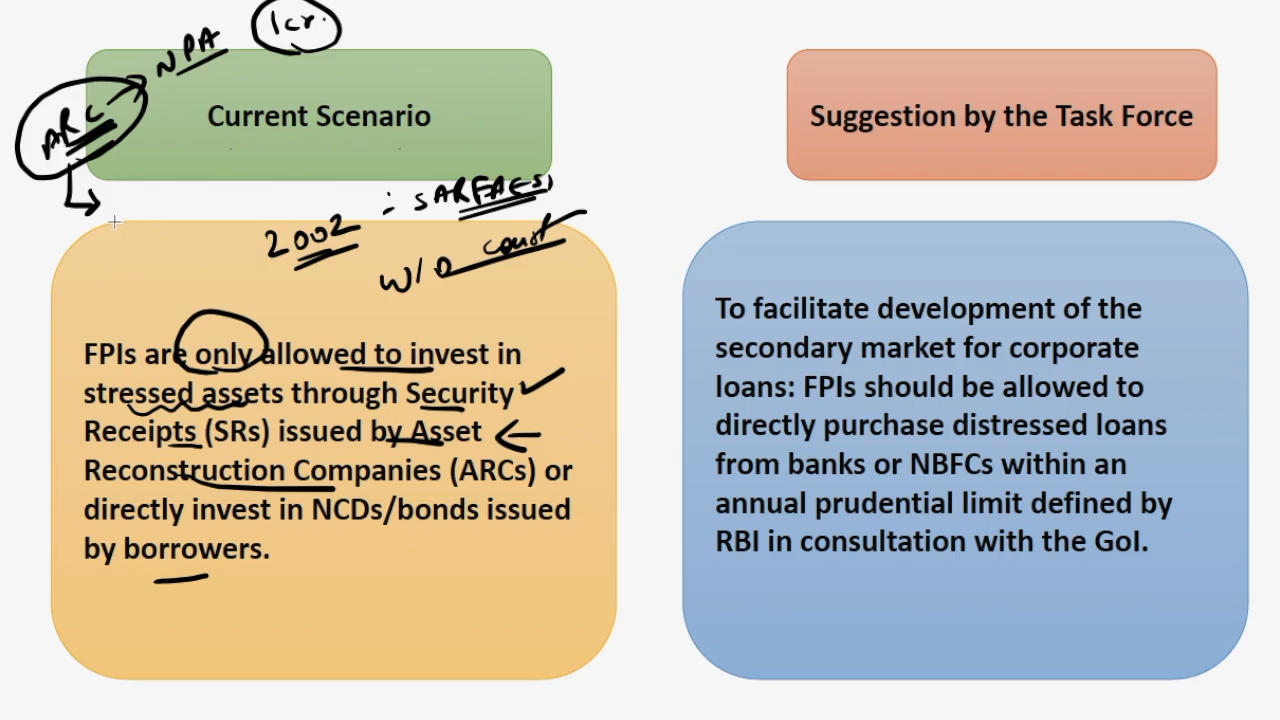 1cr.
NPA
ARC
Current Scenario
Suggestion by the Task Force
2002 : SARFAESI
w/o court
FPIs are only allowed to invest in
stressed assets through Security
Receipts (SRs) issued by Asset
Reconstruction Companies (ARCs) or
directly invest in NCDs/bonds issued
by borrowers.
To facilitate development of the
secondary market for corporate
loans: FPIs should be allowed to
directly purchase distressed loans
from banks or NBFCs within an
annual prudential limit defined by
RBI in consultation with the GoI.